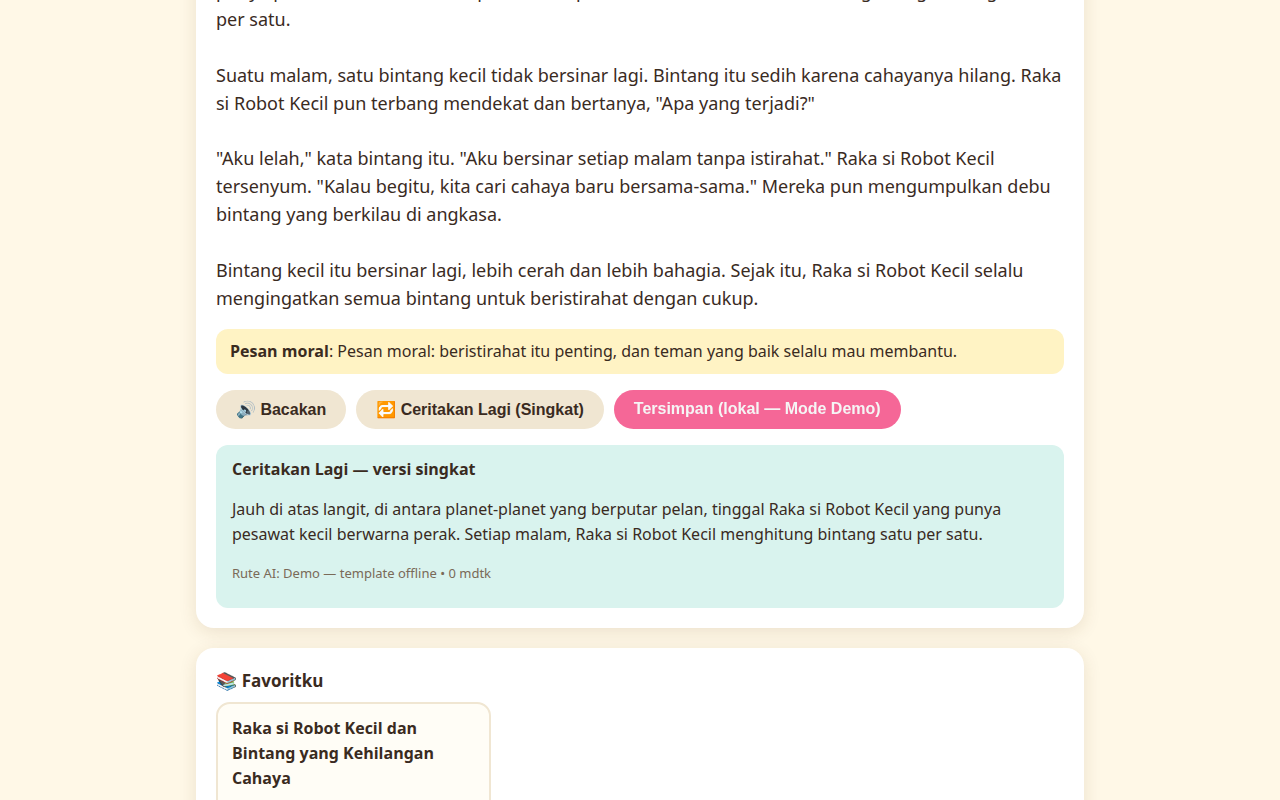 per satu.
Suatu malam, satu bintang kecil tidak bersinar lagi. Bintang itu sedih karena cahayanya hilang. Raka
si Robot Kecil pun terbang mendekat dan bertanya, "Apa yang terjadi?"
"Aku lelah," kata bintang itu. "Aku bersinar setiap malam tanpa istirahat." Raka si Robot Kecil
tersenyum. "Kalau begitu, kita cari cahaya baru bersama-sama." Mereka pun mengumpulkan debu
bintang yang berkilau di angkasa.
Bintang kecil itu bersinar lagi, lebih cerah dan lebih bahagia. Sejak itu, Raka si Robot Kecil selalu
mengingatkan semua bintang untuk beristirahat dengan cukup.
Pesan moral: Pesan moral: beristirahat itu penting, dan teman yang baik selalu mau membantu.
🔊 Bacakan
🔁 Ceritakan Lagi (Singkat)
Tersimpan (lokal — Mode Demo)
Ceritakan Lagi — versi singkat
Jauh di atas langit, di antara planet-planet yang berputar pelan, tinggal Raka si Robot Kecil yang punya
pesawat kecil berwarna perak. Setiap malam, Raka si Robot Kecil menghitung bintang satu per satu.
Rute AI: Demo — template offline • 0 mdtk
📚 Favoritku
Raka si Robot Kecil dan
Bintang yang Kehilangan
Cahaya